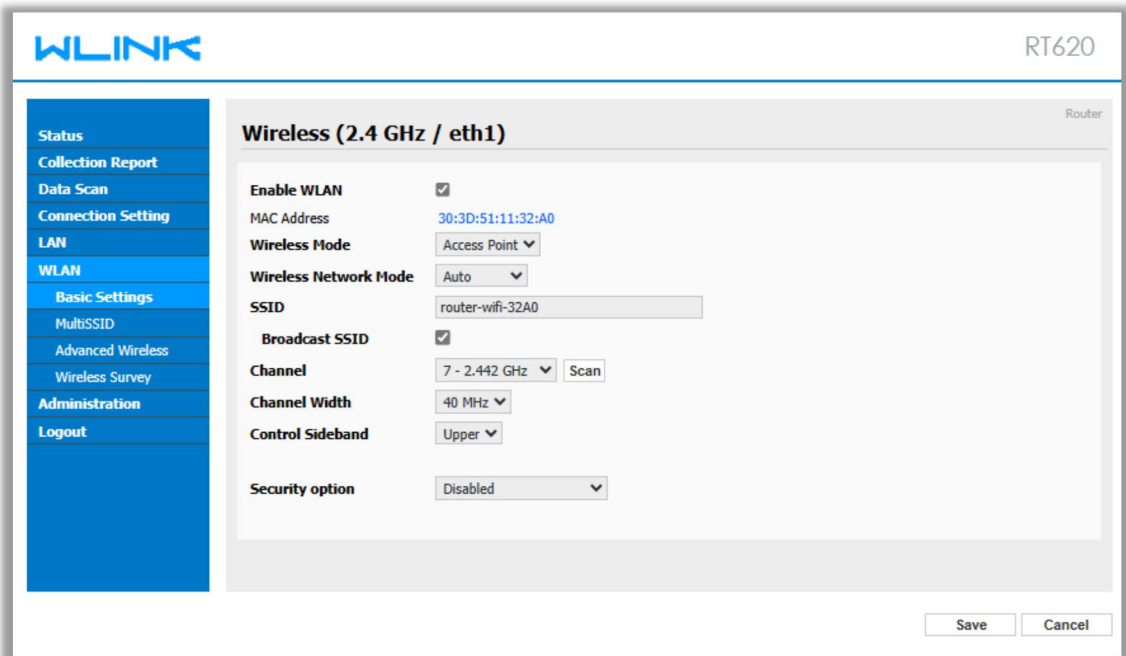 WLINK
RT620
Router
Status
Collection Report
Data Scan
Connection Setting
LAN
WLAN
Basic Settings
MultiSSID
Advanced Wireless
Wireless Survey
Administration
Logout
Wireless (2.4 GHz / eth1)
Enable WLAN
MAC Address 30:3D:51:11:32:A0
Wireless Mode Access Point
Wireless Network Mode Auto
SSID router-wifi-32A0
Broadcast SSID
Channel 7 - 2.442 GHz Scan
Channel Width 40 MHz
Control Sideband Upper
Security option Disabled
Save Cancel